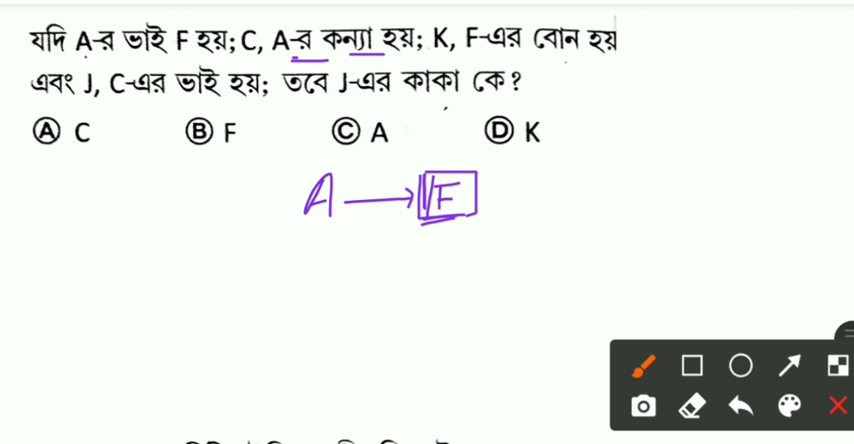 যদি A-র ভাই F হয়; C, A-র কন্যা হয়; K, F-এর বোন হয়
এবং J, C-এর ভাই হয়; তবে J-এর কাকা কে?
Ⓐ C Ⓑ F Ⓒ A Ⓓ K
A → F